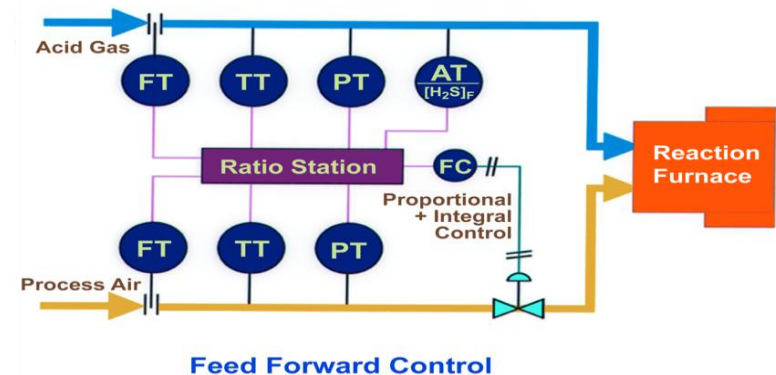 Acid Gas
FT
TT
PT
AT
[H₂S]F
Ratio Station
FC
Reaction
Furnace
Proportional
+ Integral
Control
FT
TT
PT
Process Air
Feed Forward Control